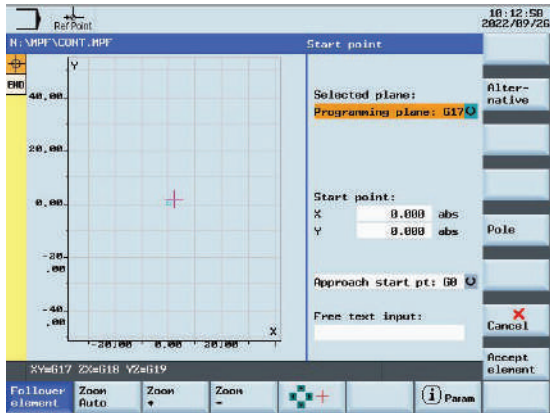 Ref Point
10:12:58
2022/09/26
N:\MPF\CONT.MPF
Start point
END
Y
40,00
20,00
0,00
-20
,00
-40
,00
-20,00 0.00 20,00
X
Selected plane:
Programming plane: G17
Start point:
X 0.000 abs
Y 0.000 abs
Approach start pt: G0
Free text input:
Alter-
native
Pole
Cancel
Accept
element
XY=G17 ZX=G18 YZ=G19
Follower
element
Zoom
Auto
Zoom
+
Zoom
-
i Param